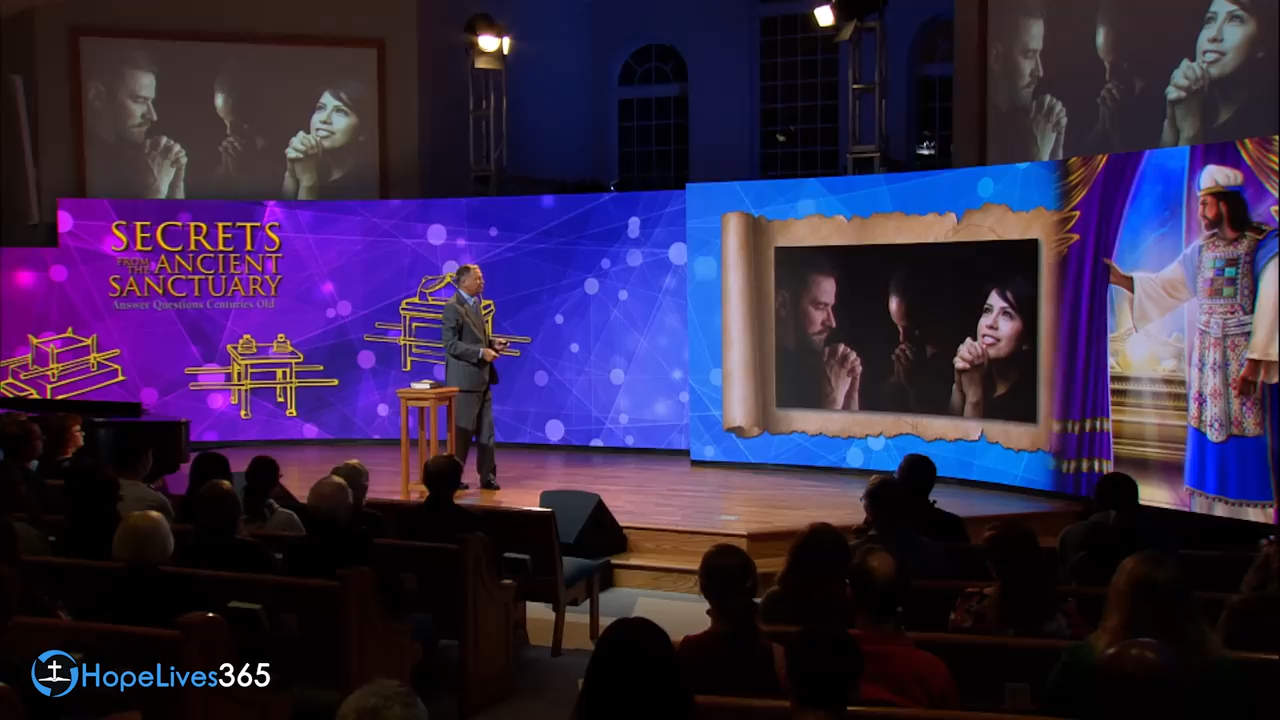 SECRETS
FROM THE ANCIENT
SANCTUARY
Answer Questions Centuries Old
HopeLives365